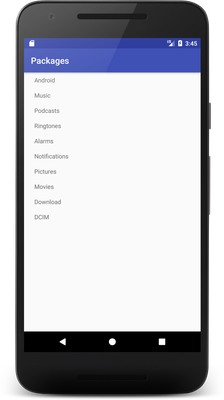 3:45
Packages
Android
Music
Podcasts
Ringtones
Alarms
Notifications
Pictures
Movies
Download
DCIM